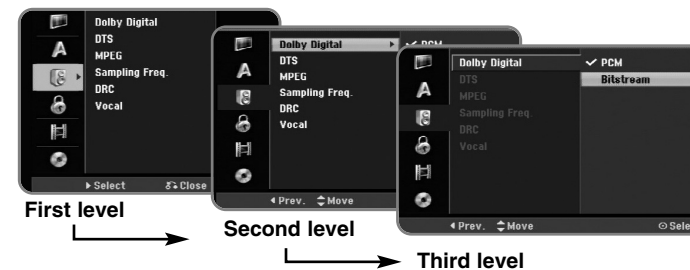 Dolby Digital
DTS
MPEG
Sampling Freq.
DRC
Vocal
Select Close
First level
Dolby Digital PCM
DTS
MPEG
Sampling Freq.
DRC
Vocal
Prev. Move
Second level
Dolby Digital PCM
DTS Bitstream
MPEG
Sampling Freq.
DRC
Vocal
Prev. Move Sele
Third level